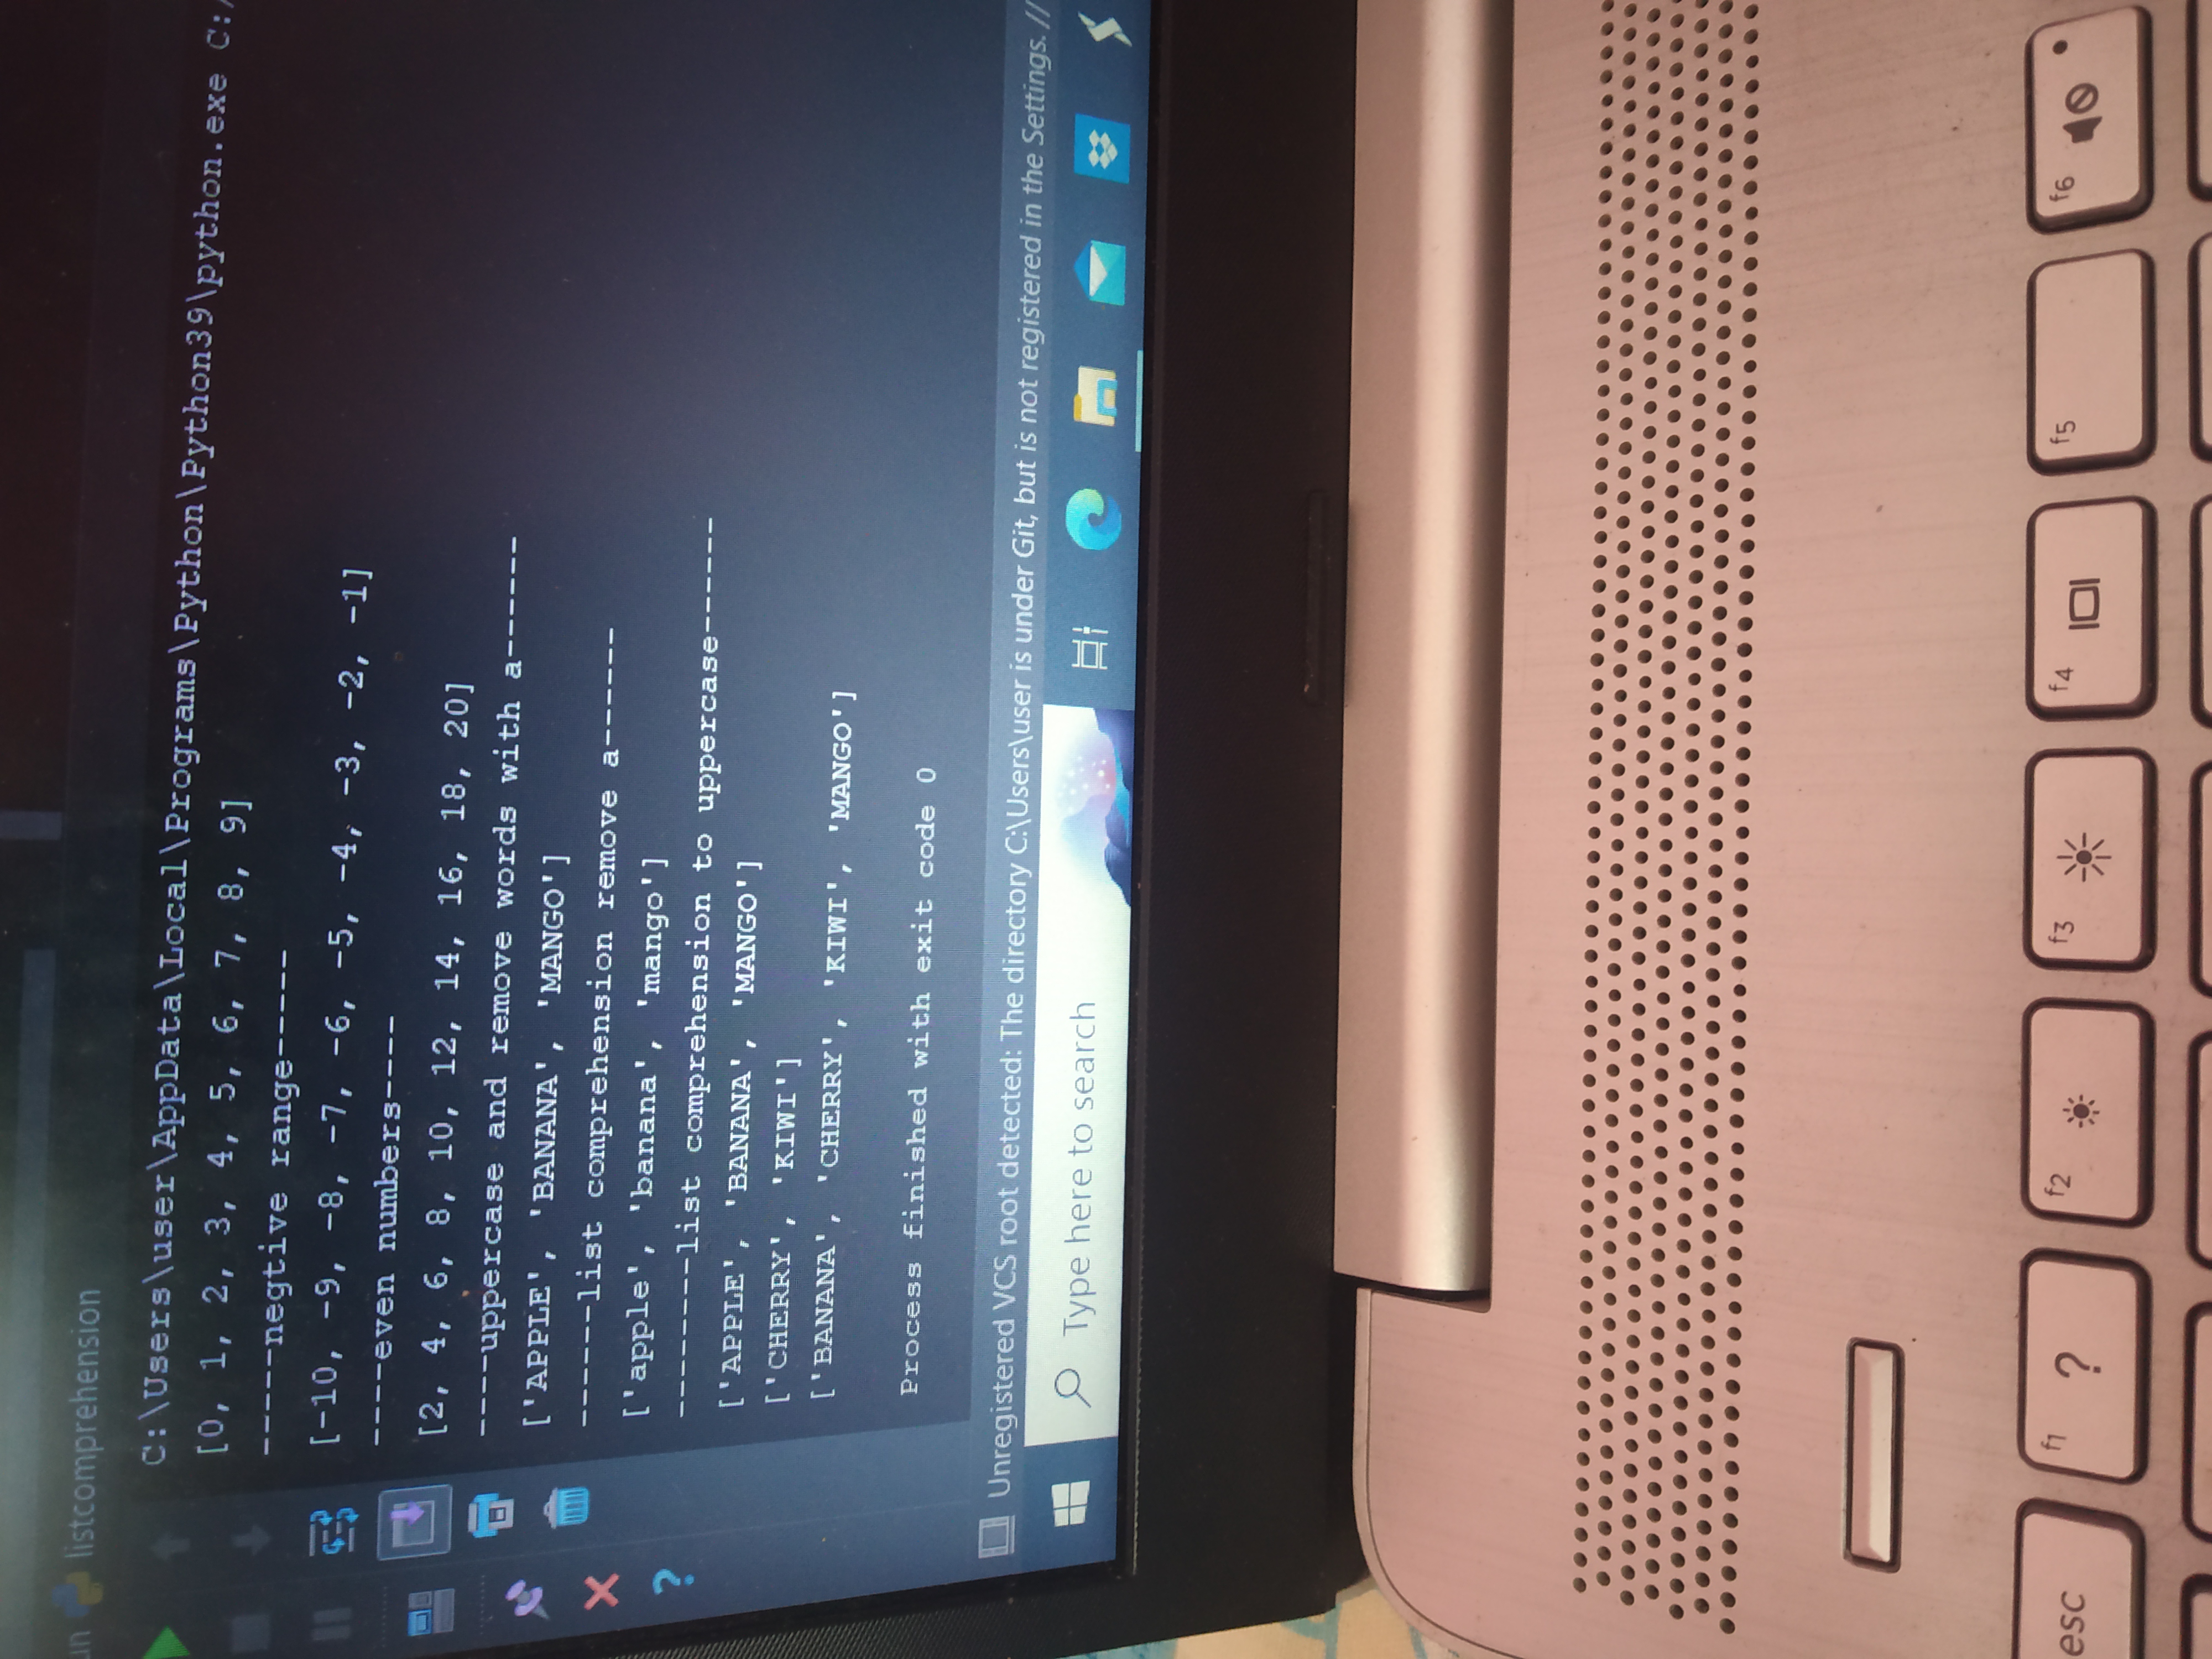 un listcomprehension
C:\Users\user\AppData\Local\Programs\Python\Python39\python.exe C:/
[0, 1, 2, 3, 4, 5, 6, 7, 8, 9]
-----negtive range-----
[-10, -9, -8, -7, -6, -5, -4, -3, -2, -1]
----even numbers----
[2, 4, 6, 8, 10, 12, 14, 16, 18, 20]
----uppercase and remove words with a------
['APPLE', 'BANANA', 'MANGO']
------list comprehension remove a------
['apple', 'banana', 'mango']
--------list comprehension to uppercase------
['APPLE', 'BANANA', 'MANGO']
['CHERRY', 'KIWI']
['BANANA', 'CHERRY', 'KIWI', 'MANGO']
Process finished with exit code 0
Unregistered VCS root detected: The directory C:\Users\user is under Git, but is not registered in the Settings. //
Type here to search
esc f1 ? f2 f3 f4 f5 f6